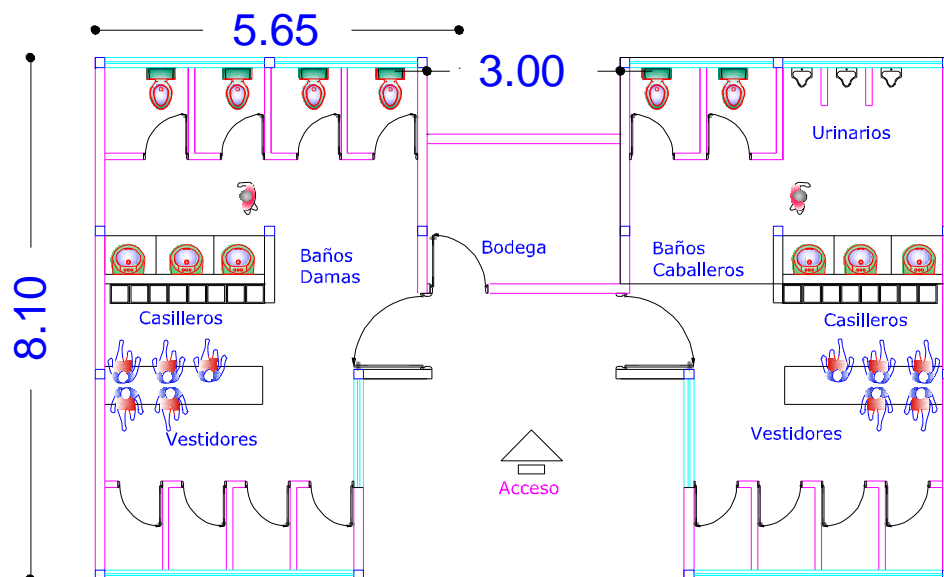 5.65
3.00
Urinarios
Baños
Damas
Bodega
Baños
Caballeros
8.10
Casilleros
Casilleros
Vestidores
Vestidores
Acceso